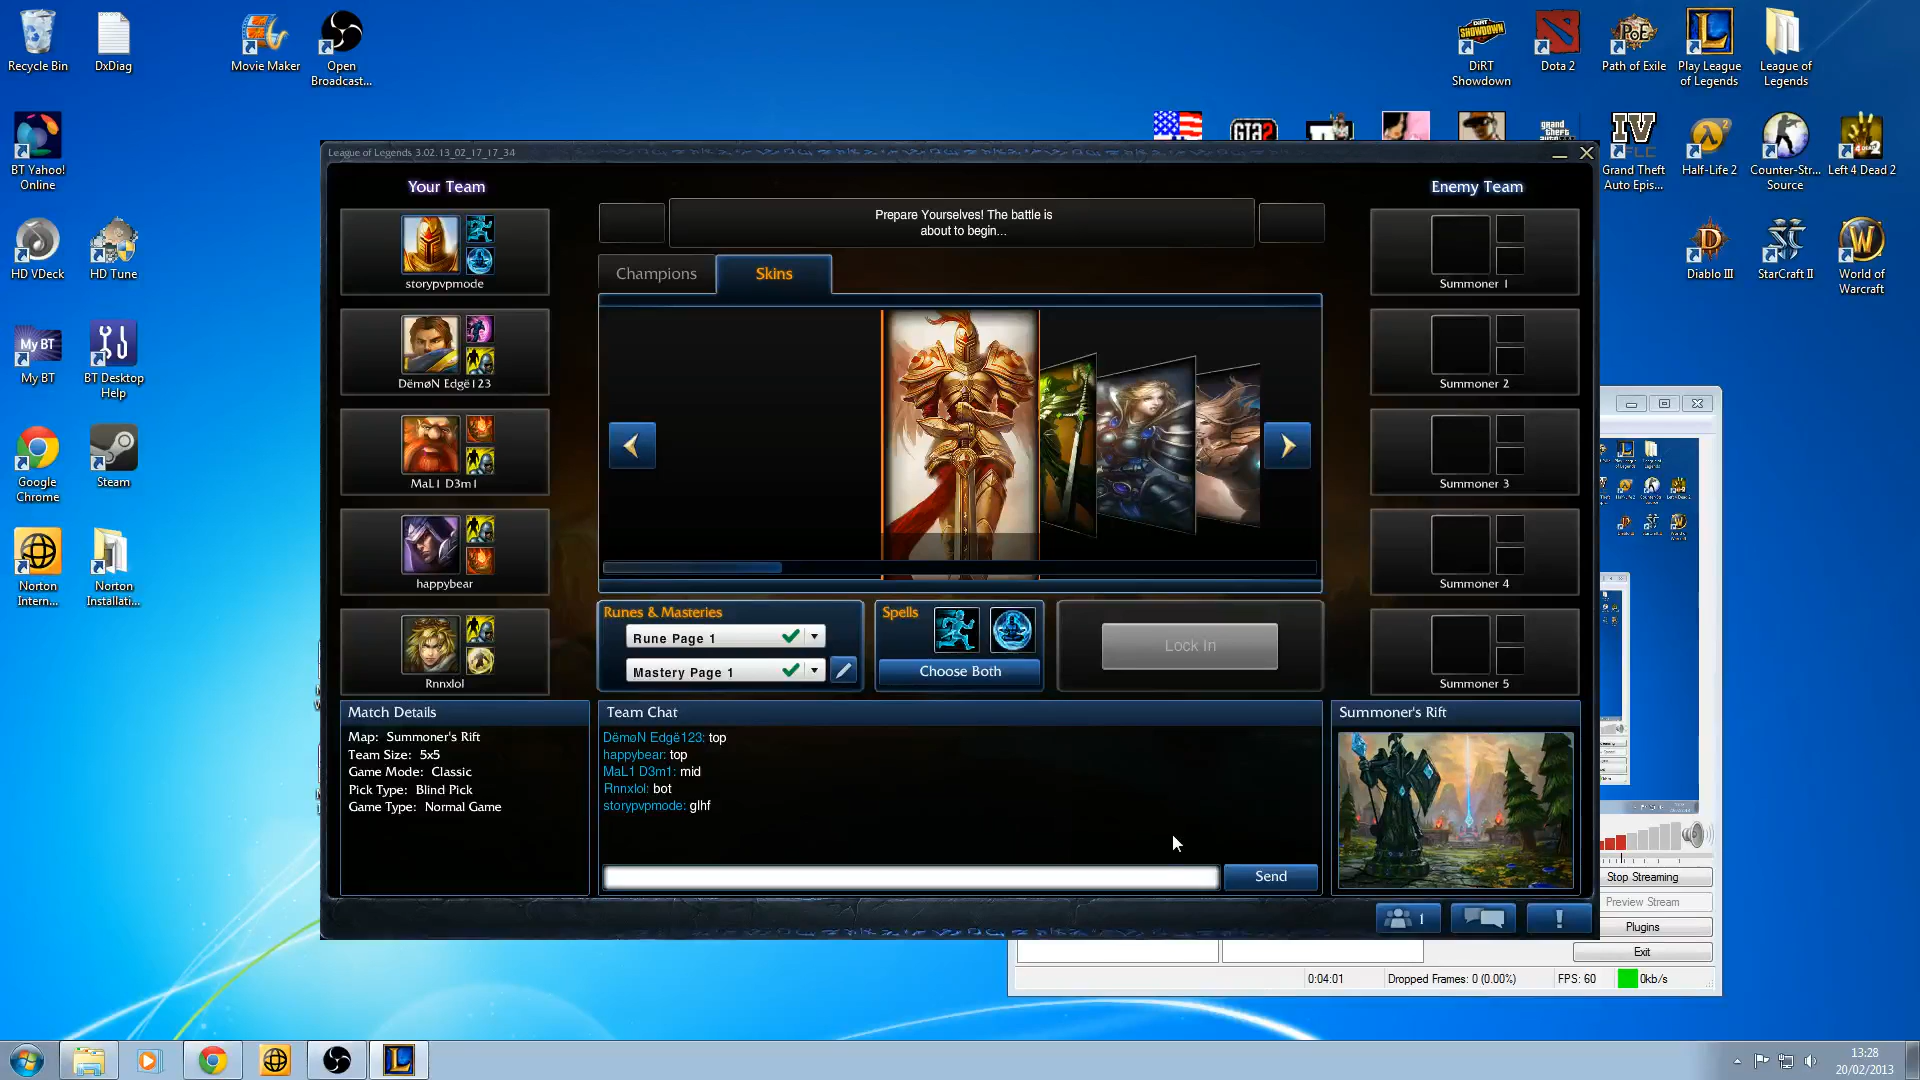 Recycle Bin
DxDiag
Movie Maker
Open
Broadcast...
DiRT
Showdown
Dota 2
Path of Exile
Play League
of Legends
League of
Legends
BT Yahoo!
Online
Grand Theft
Auto Epis...
Half-Life 2
Counter-Str...
Source
Left 4 Dead 2
HD VDeck
HD Tune
Diablo III
StarCraft II
World of
Warcraft
My BT
BT Desktop
Help
Google
Chrome
Steam
Norton
Intern...
Norton
Installati...
League of Legends 3.02.13_02_17_17_34
Your Team
storypvpmode
DëmøN Edgë123
MaL1 D3m1
happybear
Rnnxlol
Prepare Yourselves! The battle is
about to begin...
Champions
Skins
Enemy Team
Summoner 1
Summoner 2
Summoner 3
Summoner 4
Summoner 5
Runes & Masteries
Rune Page 1
Mastery Page 1
Spells
Choose Both
Lock In
Match Details
Map: Summoner's Rift
Team Size: 5x5
Game Mode: Classic
Pick Type: Blind Pick
Game Type: Normal Game
Team Chat
DëmøN Edgë123: top
happybear: top
MaL1 D3m1: mid
Rnnxlol: bot
storypvpmode: glhf
Send
Summoner's Rift
1
Stop Streaming
Preview Stream
Plugins
Exit
0:04:01
Dropped Frames: 0 (0.00%)
FPS: 60
0kb/s
13:28
20/02/2013